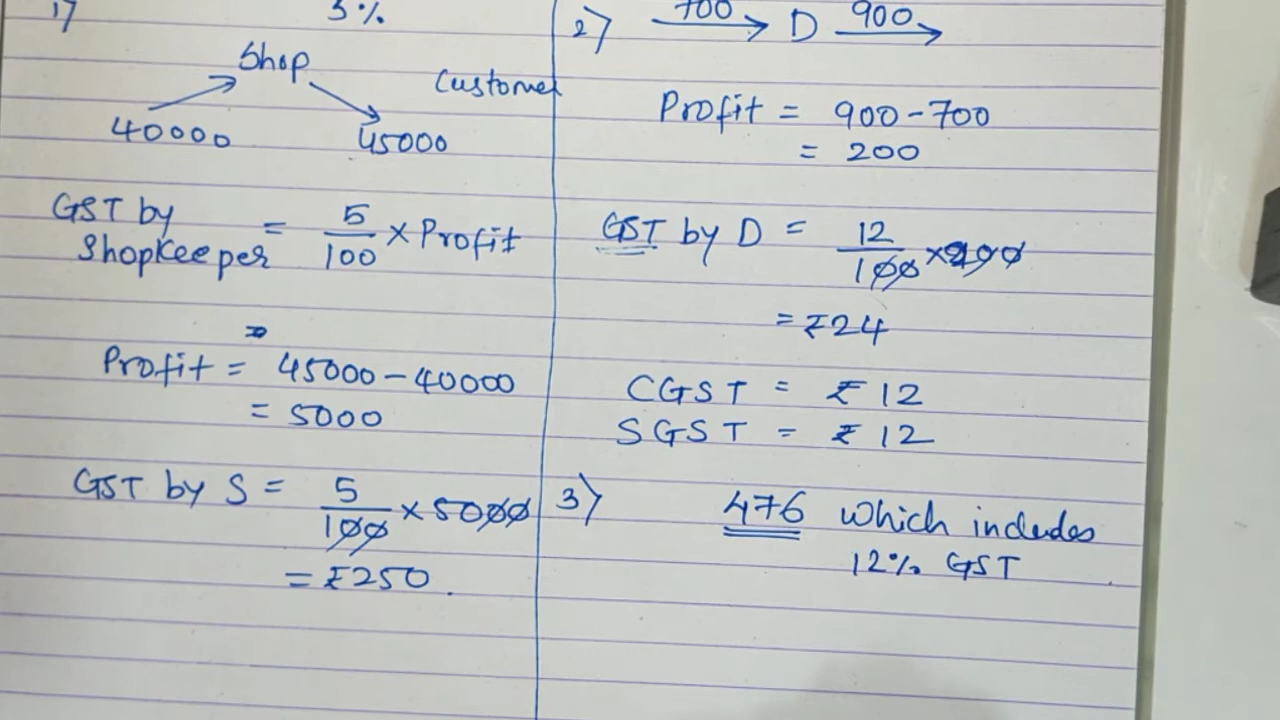 1)
5%
Shop
Customer
40000
45000
GST by
Shopkeeper = 5/100 × Profit
Profit = 45000 - 40000
= 5000
GST by S = 5/100 × 5000
= ₹250.
2) 700 → D 900 →
Profit = 900 - 700
= 200
GST by D = 12/100 × 200
= ₹24
CGST = ₹12
SGST = ₹12
3) 476 which includes
12% GST